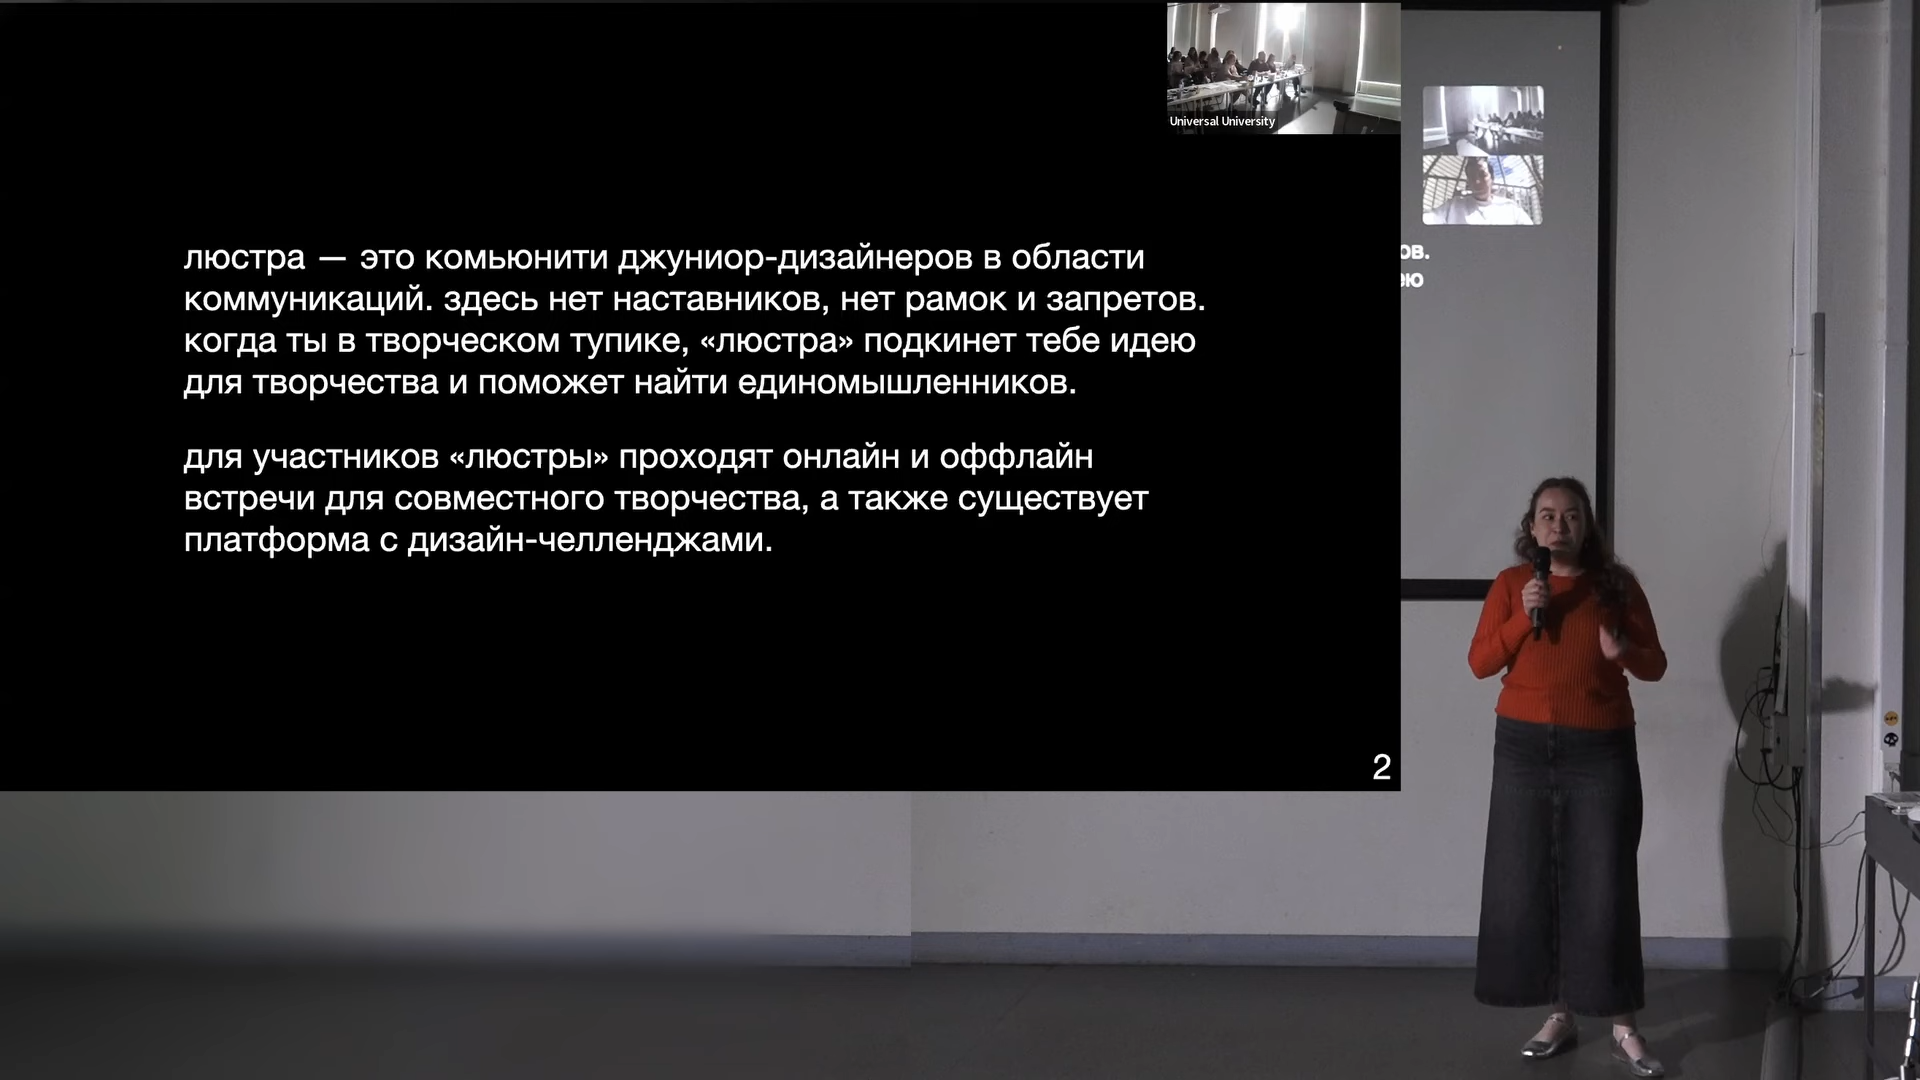 Universal University
ов.
ею
люстра — это комьюнити джуниор-дизайнеров в области
коммуникаций. здесь нет наставников, нет рамок и запретов.
когда ты в творческом тупике, «люстра» подкинет тебе идею
для творчества и поможет найти единомышленников.
для участников «люстры» проходят онлайн и оффлайн
встречи для совместного творчества, а также существует
платформа с дизайн-челленджами.
2